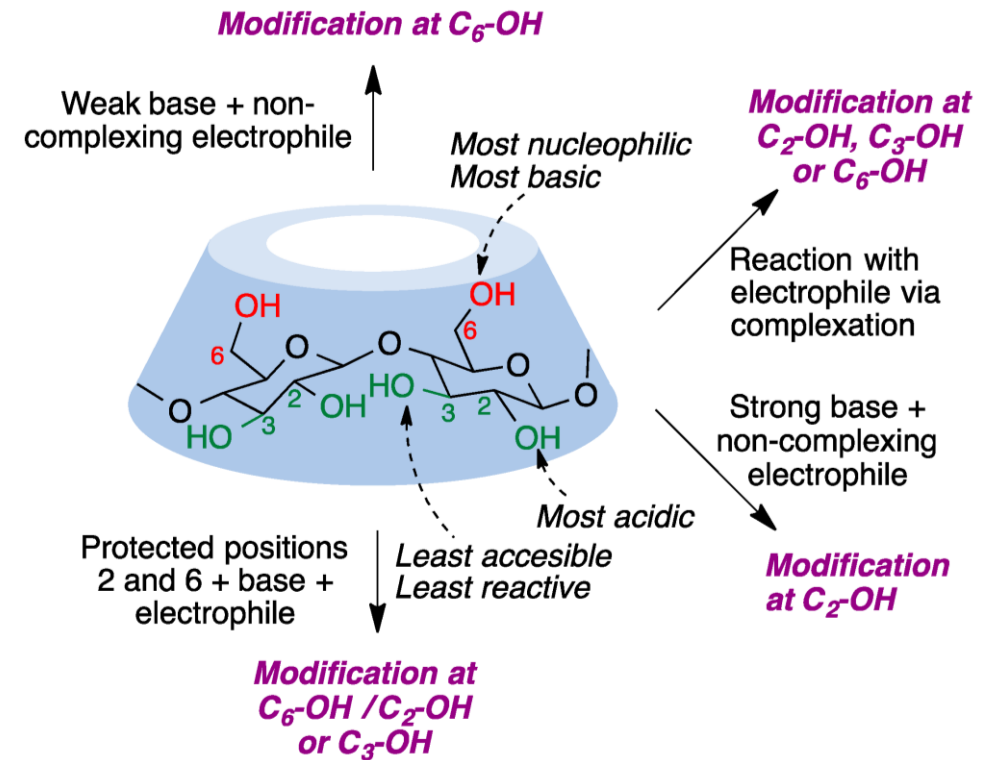 Modification at C6-OH
Weak base + non-
complexing electrophile
Most nucleophilic
Most basic
Modification at
C2-OH, C3-OH
or C6-OH
Reaction with
electrophile via
complexation
OH
6
O
O
2
OH
3
HO
O
OH
6
O
HO
3
2
OH
O
Strong base +
non-complexing
electrophile
Most acidic
Modification
at C2-OH
Protected positions
2 and 6 + base +
electrophile
Least accesible
Least reactive
Modification at
C6-OH /C2-OH
or C3-OH